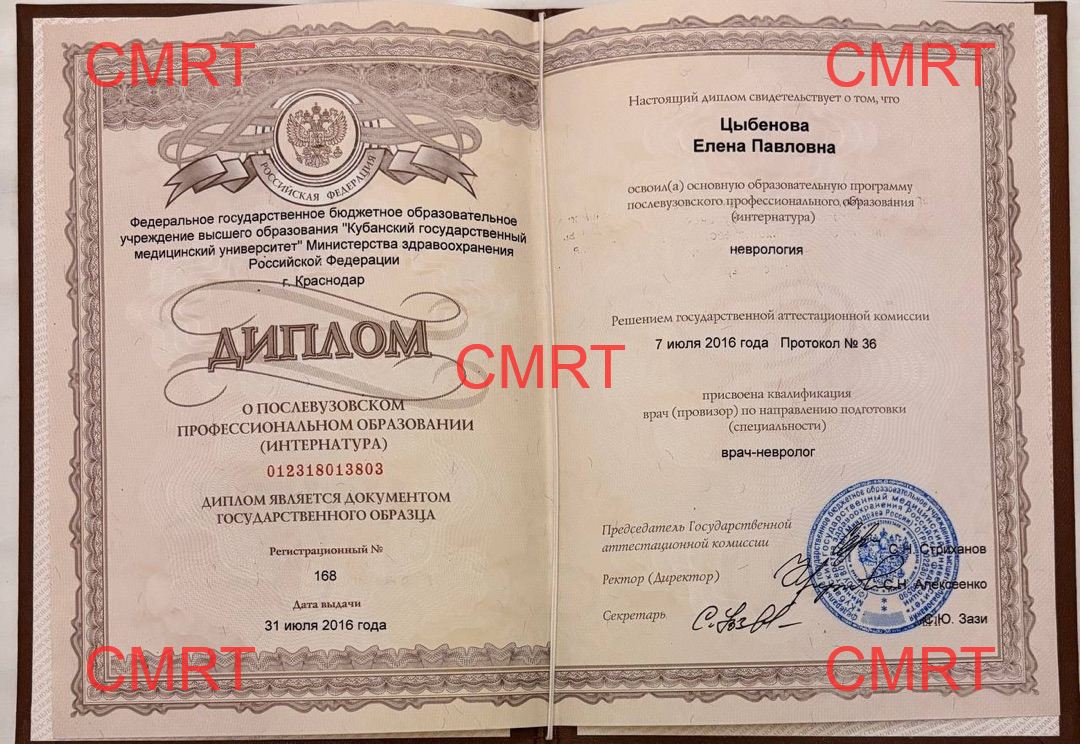 CMRT
CMRT
РОССИЙСКАЯ ФЕДЕРАЦИЯ
Федеральное государственное бюджетное образовательное
учреждение высшего образования "Кубанский государственный
медицинский университет" Министерства здравоохранения
Российской Федерации
г. Краснодар
ДИПЛОМ
О ПОСЛЕВУЗОВСКОМ
ПРОФЕССИОНАЛЬНОМ ОБРАЗОВАНИИ
(ИНТЕРНАТУРА)
012318013803
ДИПЛОМ ЯВЛЯЕТСЯ ДОКУМЕНТОМ
ГОСУДАРСТВЕННОГО ОБРАЗЦА
Регистрационный №
168
Дата выдачи
31 июля 2016 года
CMRT
Настоящий диплом свидетельствует о том, что
Цыбенова
Елена Павловна
освоил(а) основную образовательную программу
послевузовского профессионального образования
(интернатура)
неврология
Решением государственной аттестационной комиссии
7 июля 2016 года Протокол № 36
присвоена квалификация
врач (провизор) по направлению подготовки
(специальности)
врач-невролог
Председатель Государственной
аттестационной комиссии
С.Н. Стриханов
Ректор (Директор)
С.Н. Алексеенко
Секретарь
С.Ю. Зази
CMRT
CMRT